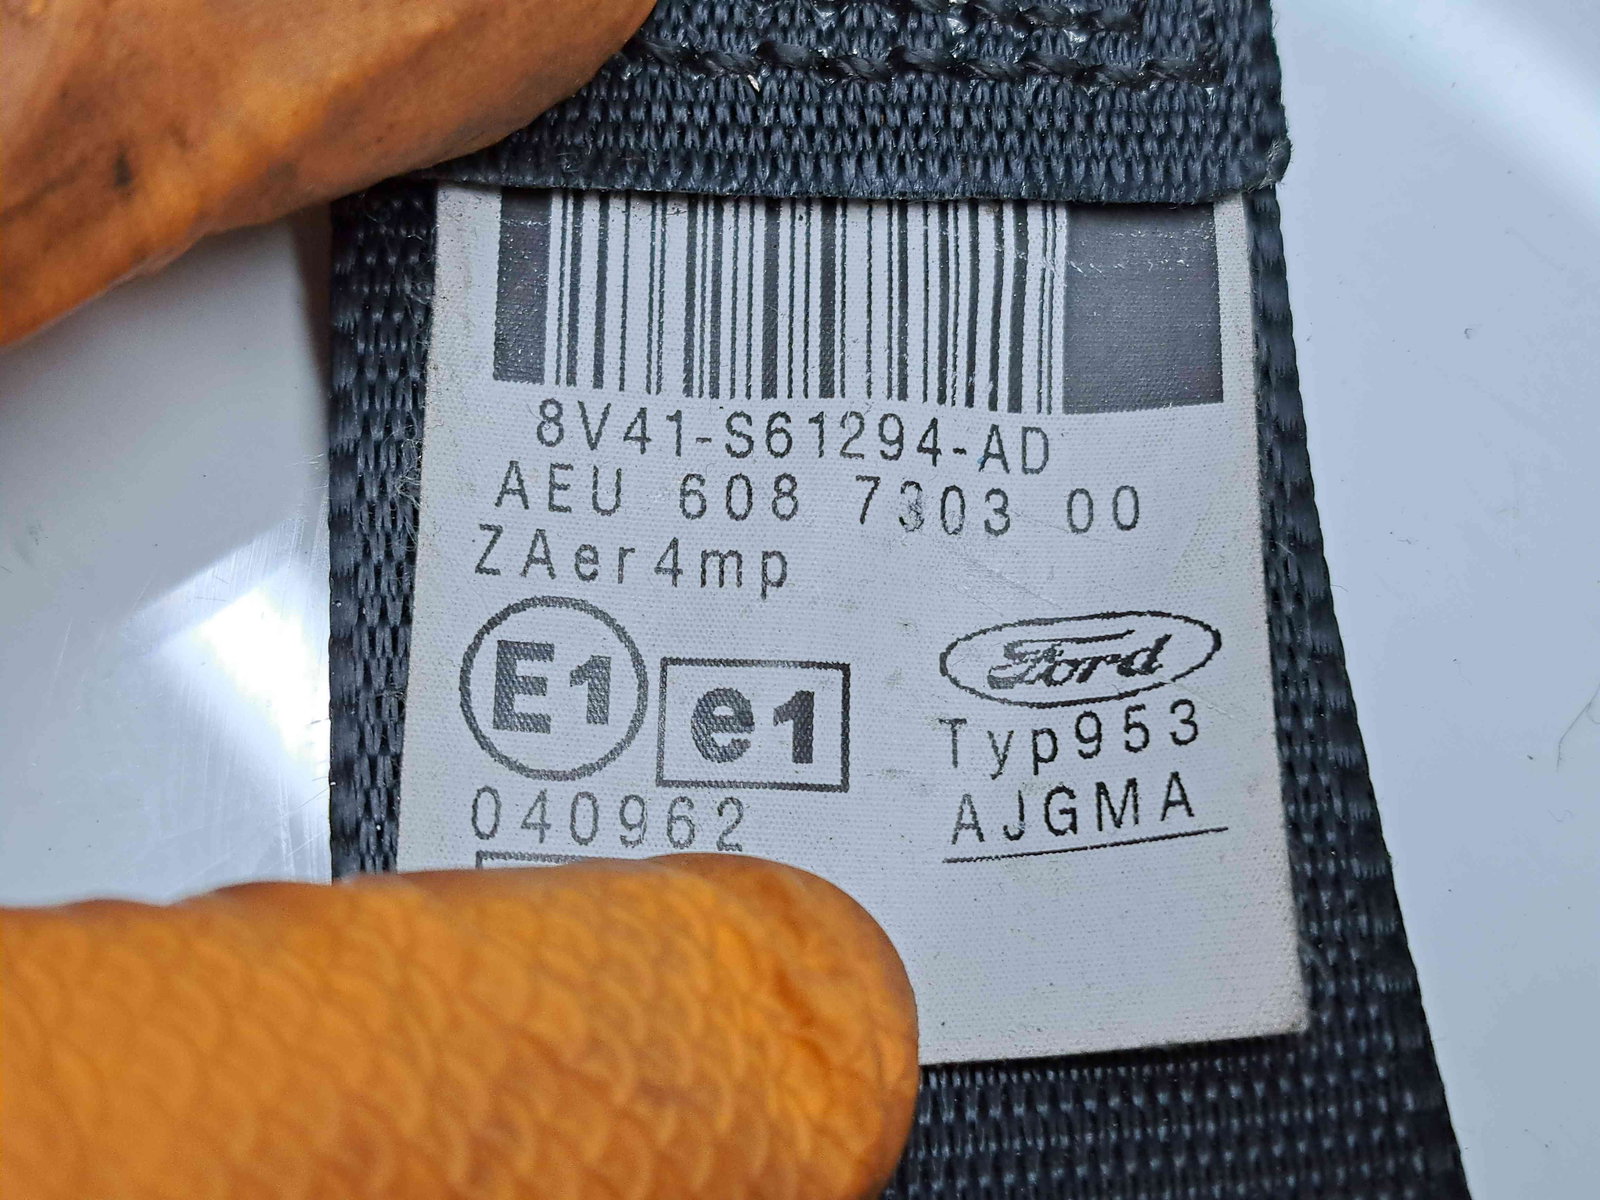 8V41-S61294-AD
AEU 608 7303 00
ZAer4mp
E1 e1
Ford
Typ953
040962
AJGMA